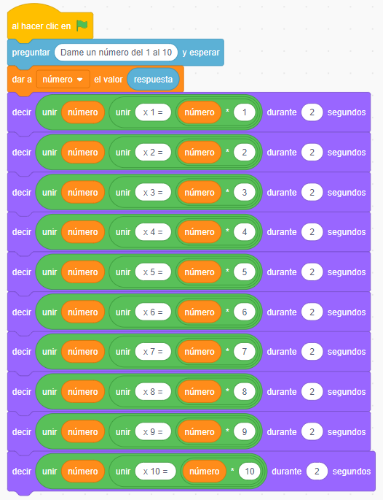 al hacer clic en
preguntar Dame un número del 1 al 10 y esperar
dar a número el valor respuesta
decir unir número unir x 1 = número * 1 durante 2 segundos
decir unir número unir x 2 = número * 2 durante 2 segundos
decir unir número unir x 3 = número * 3 durante 2 segundos
decir unir número unir x 4 = número * 4 durante 2 segundos
decir unir número unir x 5 = número * 5 durante 2 segundos
decir unir número unir x 6 = número * 6 durante 2 segundos
decir unir número unir x 7 = número * 7 durante 2 segundos
decir unir número unir x 8 = número * 8 durante 2 segundos
decir unir número unir x 9 = número * 9 durante 2 segundos
decir unir número unir x 10 = número * 10 durante 2 segundos